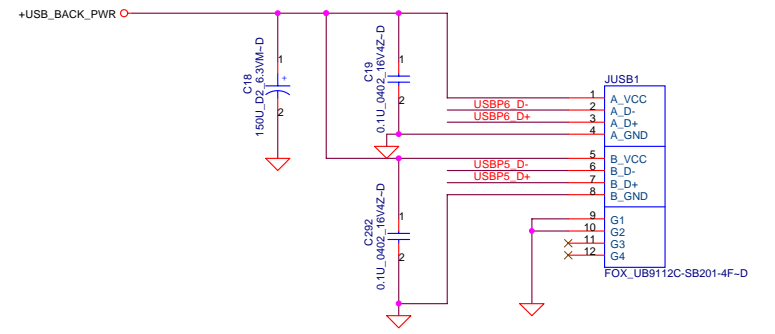 +USB_BACK_PWR
C18
150U_D2_6.3VM~D
1
2
C19
0.1U_0402_16V4Z~D
1
2
C292
0.1U_0402_16V4Z~D
1
2
USBP6_D-
USBP6_D+
USBP5_D-
USBP5_D+
JUSB1
1 A_VCC
2 A_D-
3 A_D+
4 A_GND
5 B_VCC
6 B_D-
7 B_D+
8 B_GND
9 G1
10 G2
11 G3
12 G4
FOX_UB9112C-SB201-4F~D